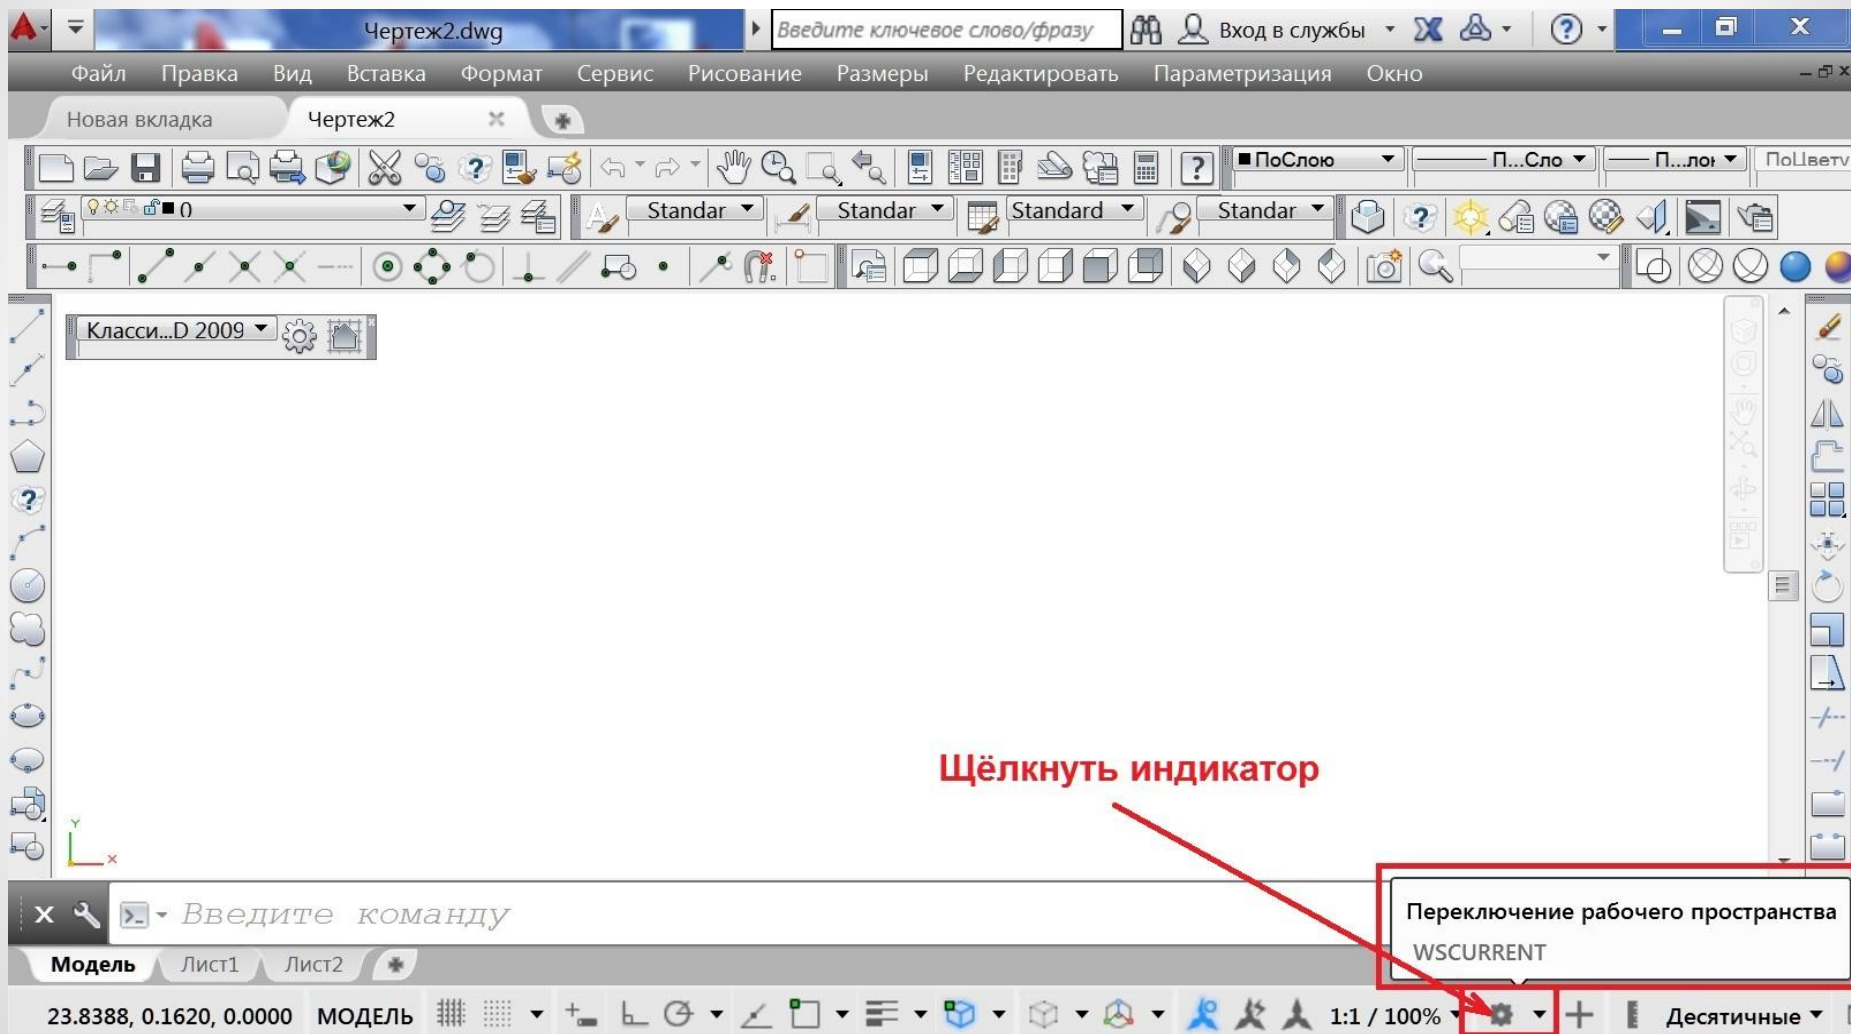 Чертеж2.dwg
Введите ключевое слово/фразу
Вход в службы
Файл Правка Вид Вставка Формат Сервис Рисование Размеры Редактировать Параметризация Окно
Новая вкладка Чертеж2
ПоСлою П...Сло П...лог ПоЦвету
0 Standar Standar Standard Standar
Класси...D 2009
Щёлкнуть индикатор
Y
X
Введите команду
Переключение рабочего пространства
WSCURRENT
Модель Лист1 Лист2
23.8388, 0.1620, 0.0000 МОДЕЛЬ 1:1 / 100% Десятичные